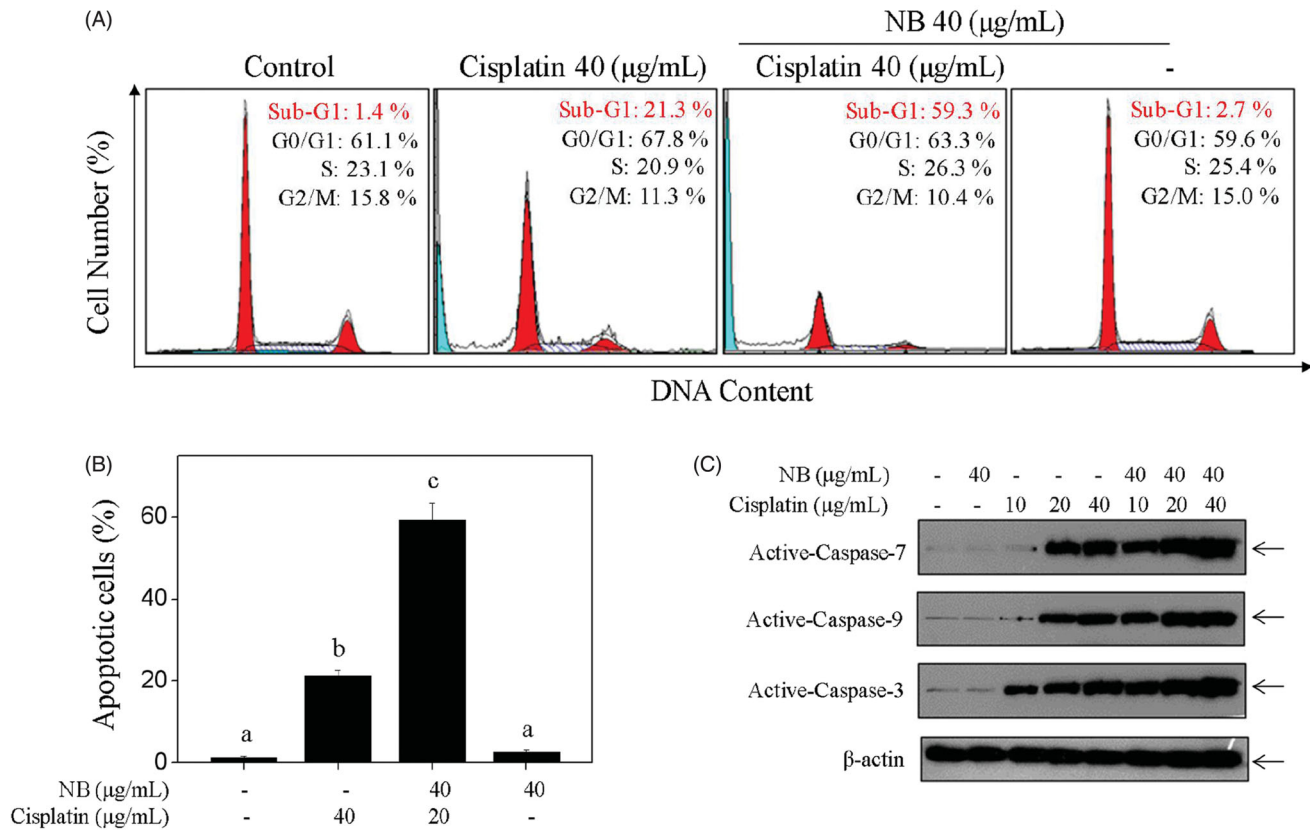 (A)
NB 40 (μg/mL)
Control Cisplatin 40 (μg/mL) Cisplatin 40 (μg/mL) -
Sub-G1: 1.4 % Sub-G1: 21.3 % Sub-G1: 59.3 % Sub-G1: 2.7 %
G0/G1: 61.1 % G0/G1: 67.8 % G0/G1: 63.3 % G0/G1: 59.6 %
S: 23.1 % S: 20.9 % S: 26.3 % S: 25.4 %
G2/M: 15.8 % G2/M: 11.3 % G2/M: 10.4 % G2/M: 15.0 %
Cell Number (%)
DNA Content
(B)
Apoptotic cells (%)
60
40
20
0
a b c a
NB (μg/mL) - - 40 40
Cisplatin (μg/mL) - 40 20 -
(C)
NB (μg/mL) - 40 - - - 40 40 40
Cisplatin (μg/mL) - - 10 20 40 10 20 40
Active-Caspase-7
Active-Caspase-9
Active-Caspase-3
β-actin